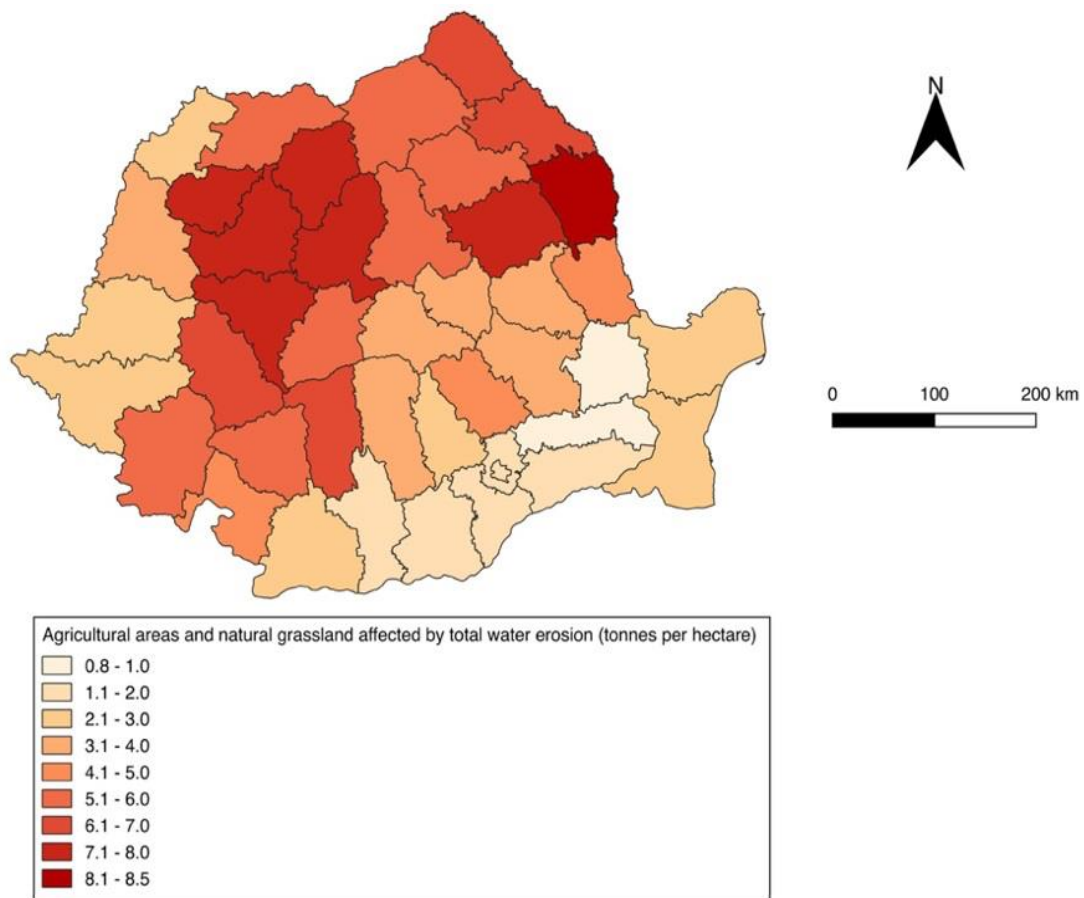 N
0 100 200 km
Agricultural areas and natural grassland affected by total water erosion (tonnes per hectare)
0.8 - 1.0
1.1 - 2.0
2.1 - 3.0
3.1 - 4.0
4.1 - 5.0
5.1 - 6.0
6.1 - 7.0
7.1 - 8.0
8.1 - 8.5